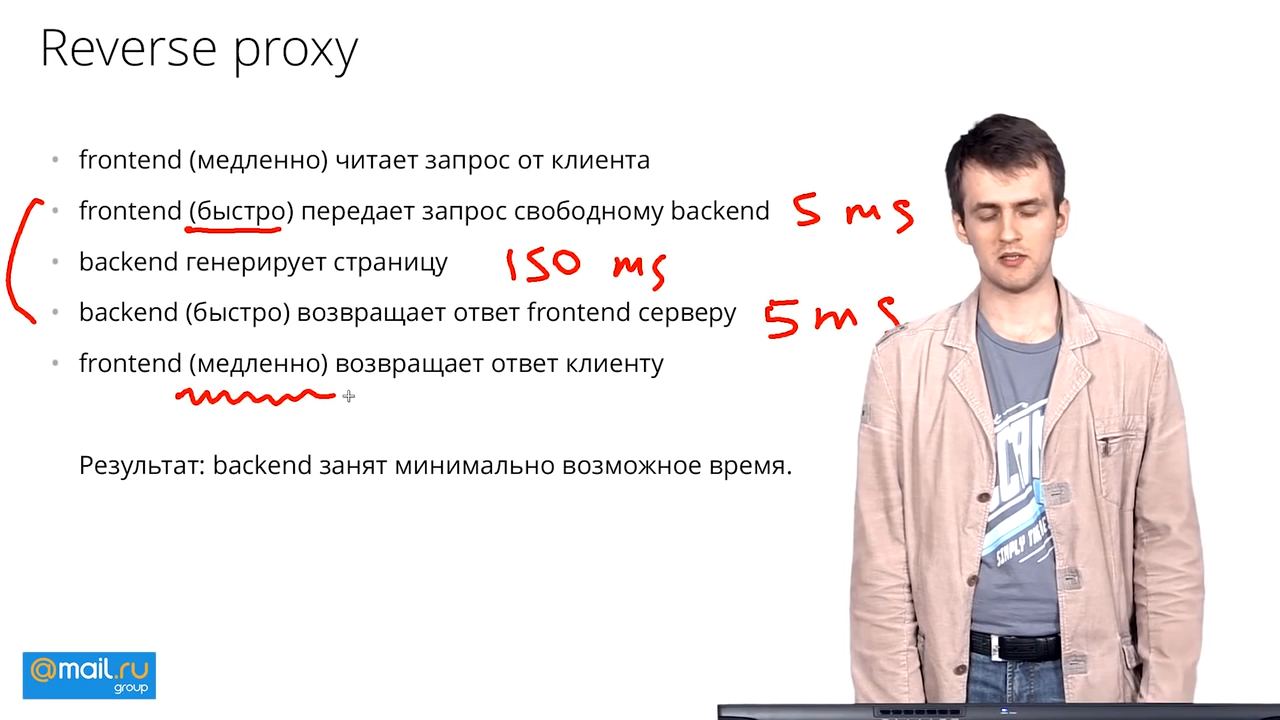 Reverse proxy
• frontend (медленно) читает запрос от клиента
• frontend (быстро) передает запрос свободному backend 5 ms
• backend генерирует страницу 150 ms
• backend (быстро) возвращает ответ frontend серверу 5 ms
• frontend (медленно) возвращает ответ клиенту
Результат: backend занят минимально возможное время.
SIMPLY
@mail.ru
group